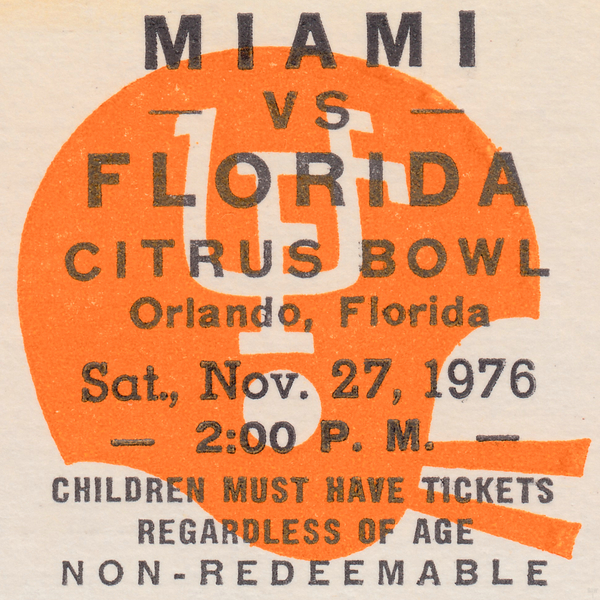 MIAMI
— VS —
FLORIDA
CITRUS BOWL
Orlando, Florida
Sat., Nov. 27, 1976
— 2:00 P. M. —
CHILDREN MUST HAVE TICKETS
REGARDLESS OF AGE
NON-REDEEMABLE
UF